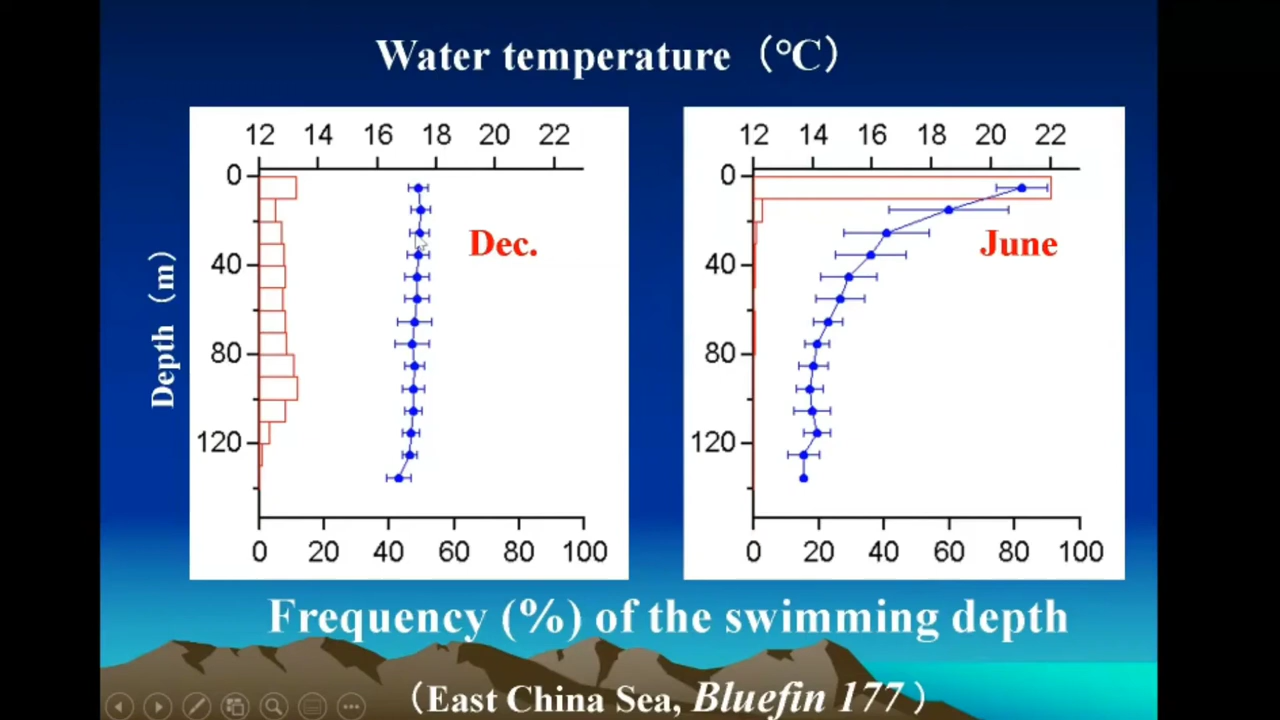 Water temperature（℃）
12 14 16 18 20 22
0
40
80
120
Dec.
0 20 40 60 80 100
Depth（m）
12 14 16 18 20 22
0
40
80
120
June
0 20 40 60 80 100
Frequency (%) of the swimming depth
（East China Sea, Bluefin 177）